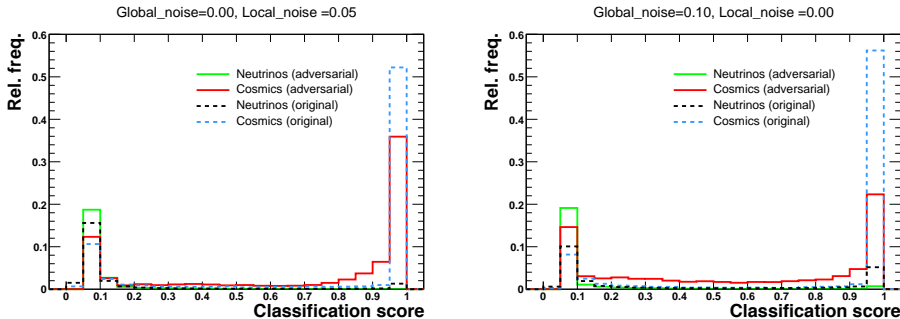 Global_noise=0.00, Local_noise =0.05
Rel. freq.
0.6
0.5
0.4
0.3
0.2
0.1
0
Neutrinos (adversarial)
Cosmics (adversarial)
Neutrinos (original)
Cosmics (original)
0 0.1 0.2 0.3 0.4 0.5 0.6 0.7 0.8 0.9 1
Classification score
Global_noise=0.10, Local_noise =0.00
Rel. freq.
0.6
0.5
0.4
0.3
0.2
0.1
0
Neutrinos (adversarial)
Cosmics (adversarial)
Neutrinos (original)
Cosmics (original)
0 0.1 0.2 0.3 0.4 0.5 0.6 0.7 0.8 0.9 1
Classification score